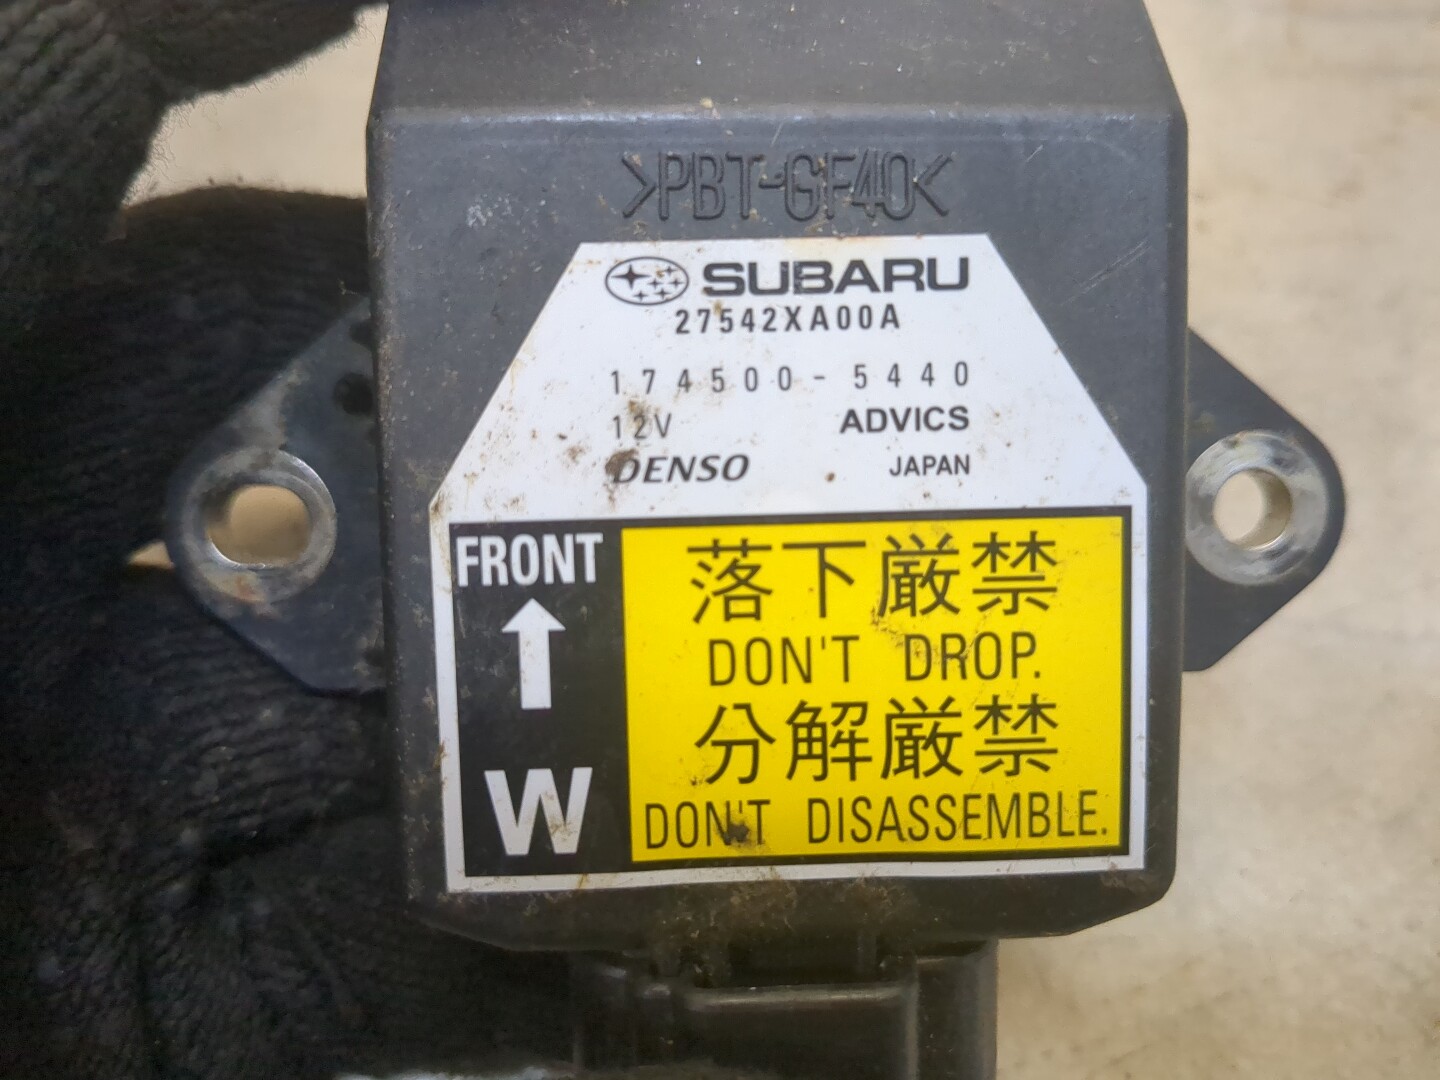 >PBT-GF40<
SUBARU
27542XA00A
174500-5440
12V ADVICS
DENSO JAPAN
FRONT
W
落下厳禁
DON'T DROP.
分解厳禁
DON'T DISASSEMBLE.